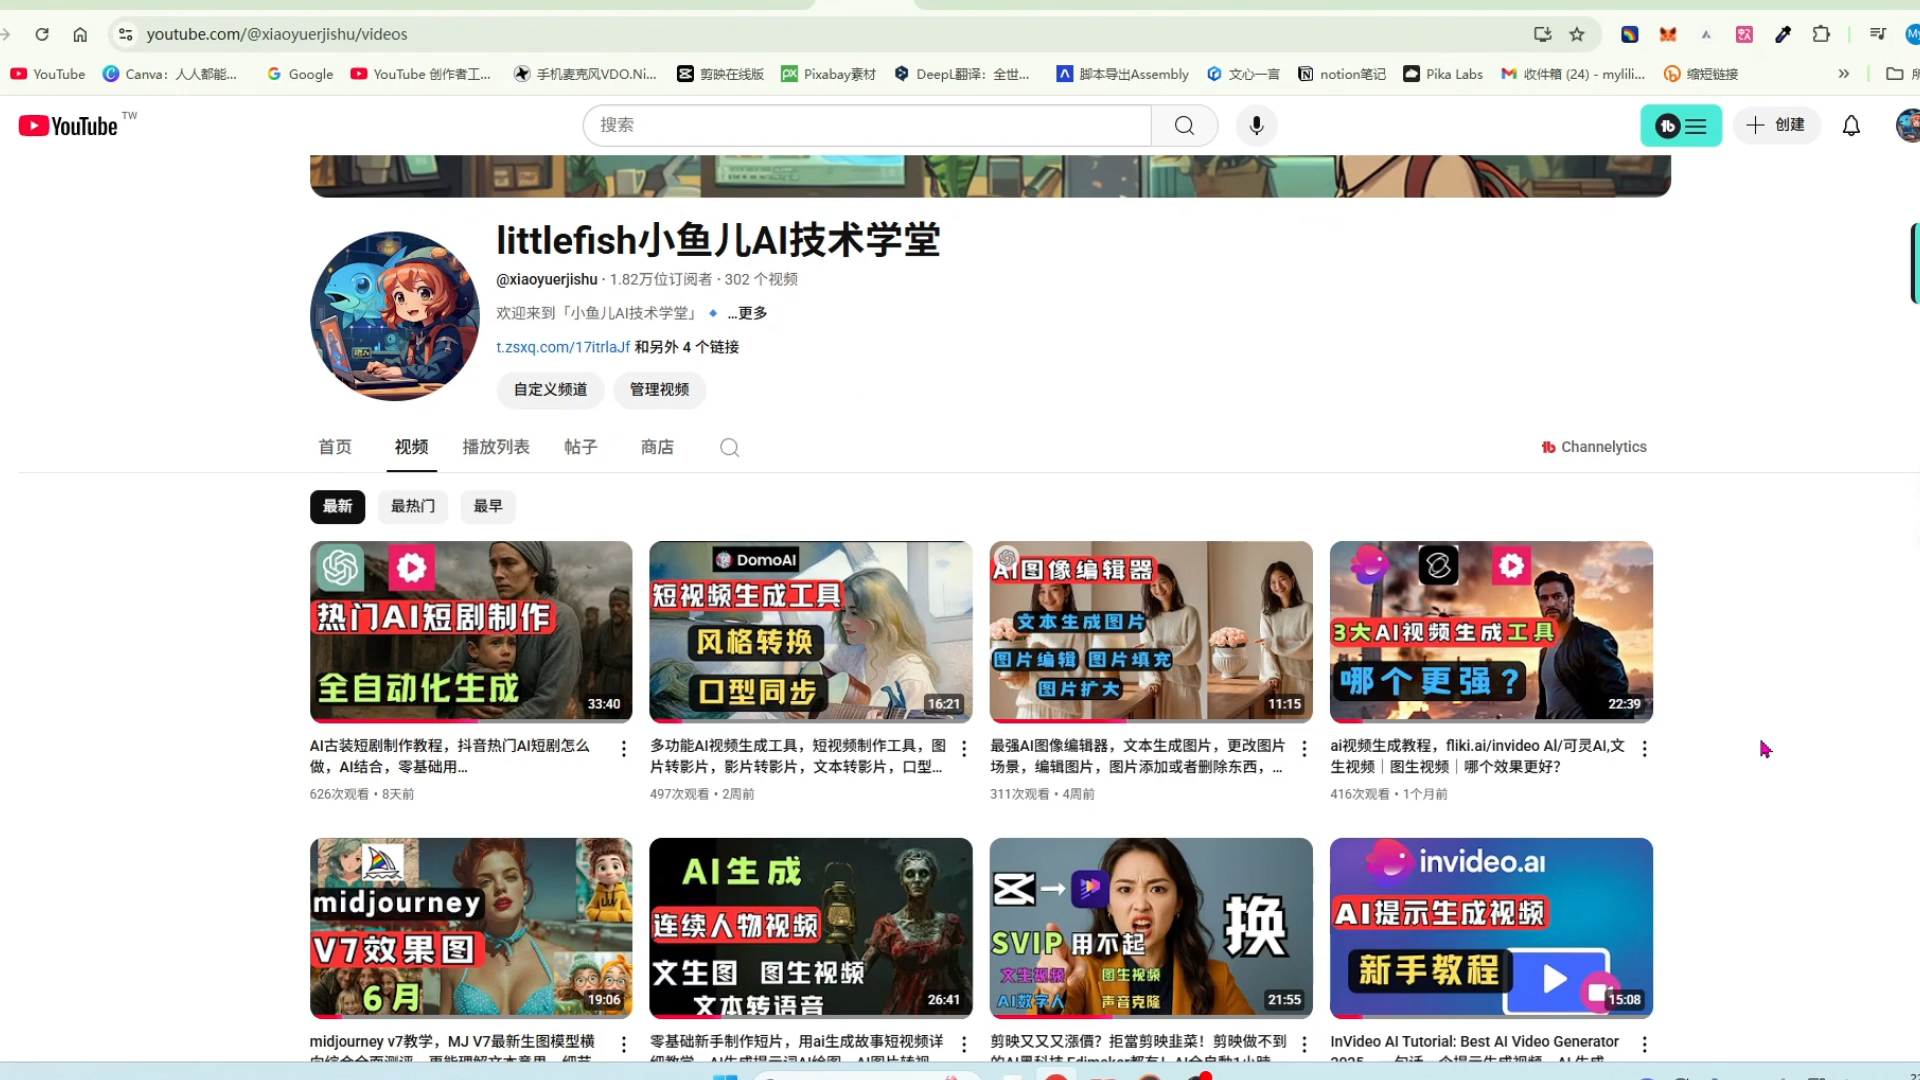 youtube.com/@xiaoyuerjishu/videos
YouTube
Canva：人人都能...
Google
YouTube 创作者工...
手机麦克风VDO.Ni...
剪映在线版
Pixabay素材
DeepL翻译：全世...
脚本导出Assembly
文心一言
notion笔记
Pika Labs
收件箱 (24) - mylili...
缩短链接
YouTube TW
搜索
创建
littlefish小鱼儿AI技术学堂
@xiaoyuerjishu · 1.82万位订阅者 · 302 个视频
欢迎来到「小鱼儿AI技术学堂」 🔹 ...更多
t.zsxq.com/17itrlaJf 和另外 4 个链接
自定义频道
管理视频
首页
视频
播放列表
帖子
商店
Channelytics
最新
最热门
最早
热门AI短剧制作
全自动化生成
33:40
DomoAI
短视频生成工具
风格转换
口型同步
16:21
AI图像编辑器
文本生成图片
图片编辑 图片填充
图片扩大
11:15
3大AI视频生成工具
哪个更强？
22:39
AI古装短剧制作教程，抖音热门AI短剧怎么
做，AI结合，零基础用...
626次观看 • 8天前
多功能AI视频生成工具，短视频制作工具，图
片转影片，影片转影片，文本转影片，口型...
497次观看 • 2周前
最强AI图像编辑器，文本生成图片，更改图片
场景，编辑图片，图片添加或者删除东西，...
311次观看 • 4周前
ai视频生成教程，fliki.ai/invideo AI/可灵AI,文
生视频｜图生视频｜哪个效果更好？
416次观看 • 1个月前
midjourney
V7效果图
6月
19:06
AI生成
连续人物视频
文生图 图生视频
文本转语音
26:41
SVIP用不起
换
文生视频 图生视频
AI数字人 声音克隆
21:55
invideo.ai
AI提示生成视频
新手教程
15:08
midjourney v7教学，MJ V7最新生图模型横
零基础新手制作短片，用ai生成故事短视频详
剪映又又又漲價？拒當剪映韭菜！剪映做不到
InVideo AI Tutorial: Best AI Video Generator